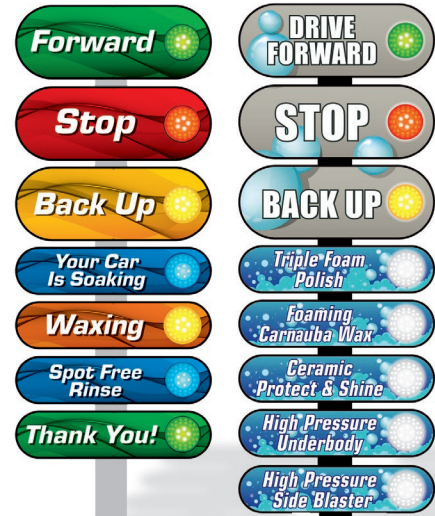 Forward
Stop
Back Up
Your Car
Is Soaking
Waxing
Spot Free
Rinse
Thank You!
DRIVE
FORWARD
STOP
BACK UP
Triple Foam
Polish
Foaming
Carnauba Wax
Ceramic
Protect & Shine
High Pressure
Underbody
High Pressure
Side Blaster